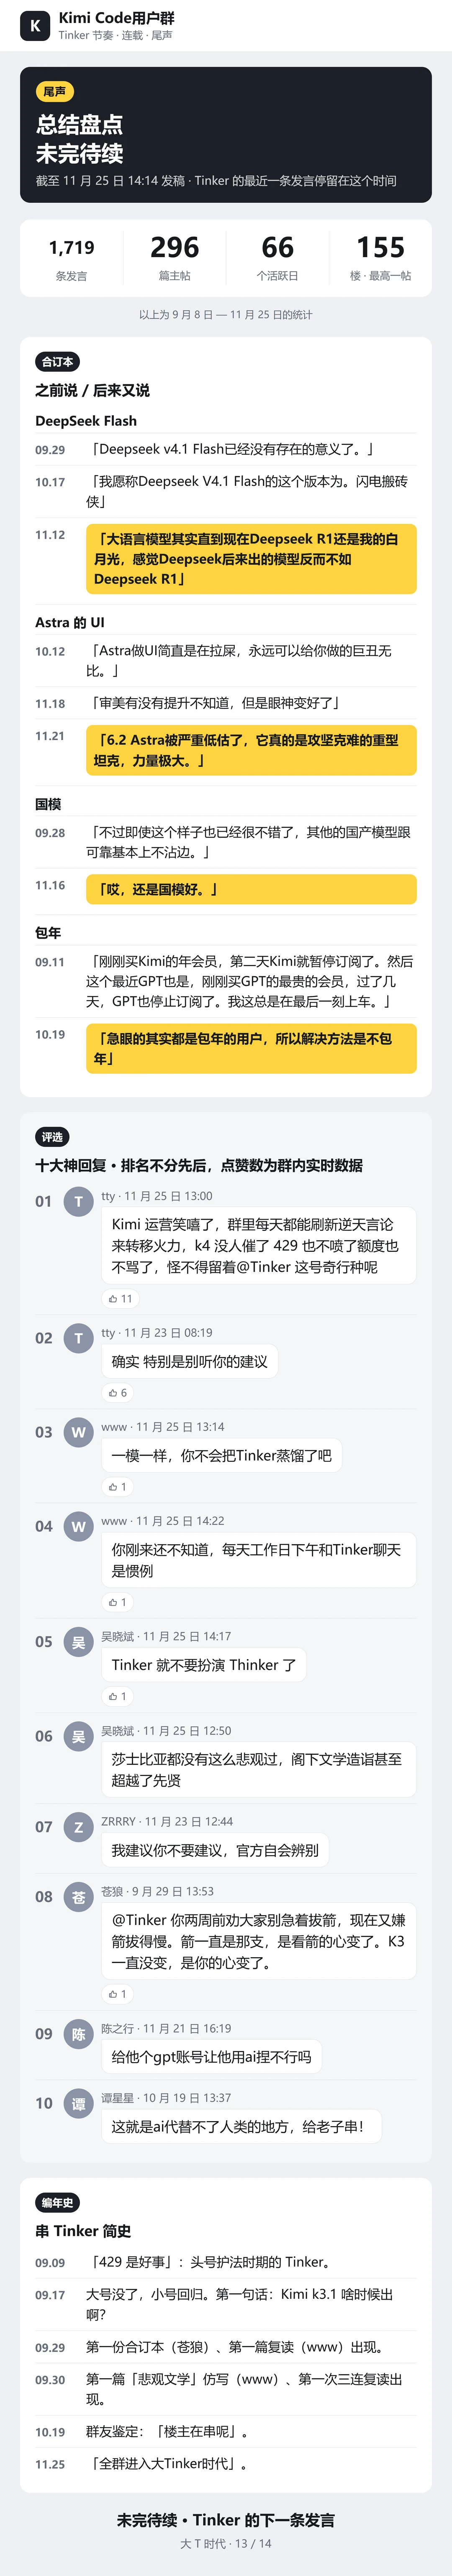 K
Kimi Code用户群
Tinker 节奏 · 连载 · 尾声
尾声
总结盘点
未完待续
截至 11 月 25 日 14:14 发稿 · Tinker 的最近一条发言停留在这个时间
1,719
条发言
296
篇主帖
66
个活跃日
155
楼 · 最高一帖
以上为 9 月 8 日 — 11 月 25 日的统计
合订本
之前说 / 后来又说
DeepSeek Flash
09.29
「Deepseek v4.1 Flash已经没有存在的意义了。」
10.17
「我愿称Deepseek V4.1 Flash的这个版本为。闪电搬砖
侠」
11.12
「大语言模型其实直到现在Deepseek R1还是我的白
月光，感觉Deepseek后来出的模型反而不如
Deepseek R1」
Astra 的 UI
10.12
「Astra做UI简直是在拉屎，永远可以给你做的巨丑无
比。」
11.18
「审美有没有提升不知道，但是眼神变好了」
11.21
「6.2 Astra被严重低估了，它真的是攻坚克难的重型
坦克，力量极大。」
国模
09.28
「不过即使这个样子也已经很不错了，其他的国产模型跟
可靠基本上不沾边。」
11.16
「哎，还是国模好。」
包年
09.11
「刚刚买Kimi的年会员，第二天Kimi就暂停订阅了。然后
这个最近GPT也是，刚刚买GPT的最贵的会员，过了几
天，GPT也停止订阅了。我这总是在最后一刻上车。」
10.19
「急眼的其实都是包年的用户，所以解决方法是不包
年」
评选
十大神回复 · 排名不分先后，点赞数为群内实时数据
01
T
tty · 11 月 25 日 13:00
Kimi 运营笑嘻了，群里每天都能刷新逆天言论
来转移火力，k4 没人催了 429 也不喷了额度也
不骂了，怪不得留着@Tinker 这号奇行种呢
11
02
T
tty · 11 月 23 日 08:19
确实 特别是别听你的建议
6
03
W
www · 11 月 25 日 13:14
一模一样，你不会把Tinker蒸馏了吧
1
04
W
www · 11 月 25 日 14:22
你刚来还不知道，每天工作日下午和Tinker聊天
是惯例
1
05
吴
吴晓斌 · 11 月 25 日 14:17
Tinker 就不要扮演 Thinker 了
1
06
吴
吴晓斌 · 11 月 25 日 12:50
莎士比亚都没有这么悲观过，阁下文学造诣甚至
超越了先贤
07
Z
ZRRRY · 11 月 23 日 12:44
我建议你不要建议，官方自会辨别
08
苍
苍狼 · 9 月 29 日 13:53
@Tinker 你两周前劝大家别急着拔箭，现在又嫌
箭拔得慢。箭一直是那支，是看箭的心变了。K3
一直没变，是你的心变了。
1
09
陈
陈之行 · 11 月 21 日 16:19
给他个gpt账号让他用ai捏不行吗
10
谭
谭星星 · 10 月 19 日 13:37
这就是ai代替不了人类的地方，给老子串！
编年史
串 Tinker 简史
09.09
「429 是好事」：头号护法时期的 Tinker。
09.17
大号没了，小号回归。第一句话：Kimi k3.1 啥时候出
啊？
09.29
第一份合订本（苍狼）、第一篇复读（www）出现。
09.30
第一篇「悲观文学」仿写（www）、第一次三连复读出
现。
10.19
群友鉴定：「楼主在串呢」。
11.25
「全群进入大Tinker时代」。
未完待续 · Tinker 的下一条发言
大 T 时代 · 13 / 14